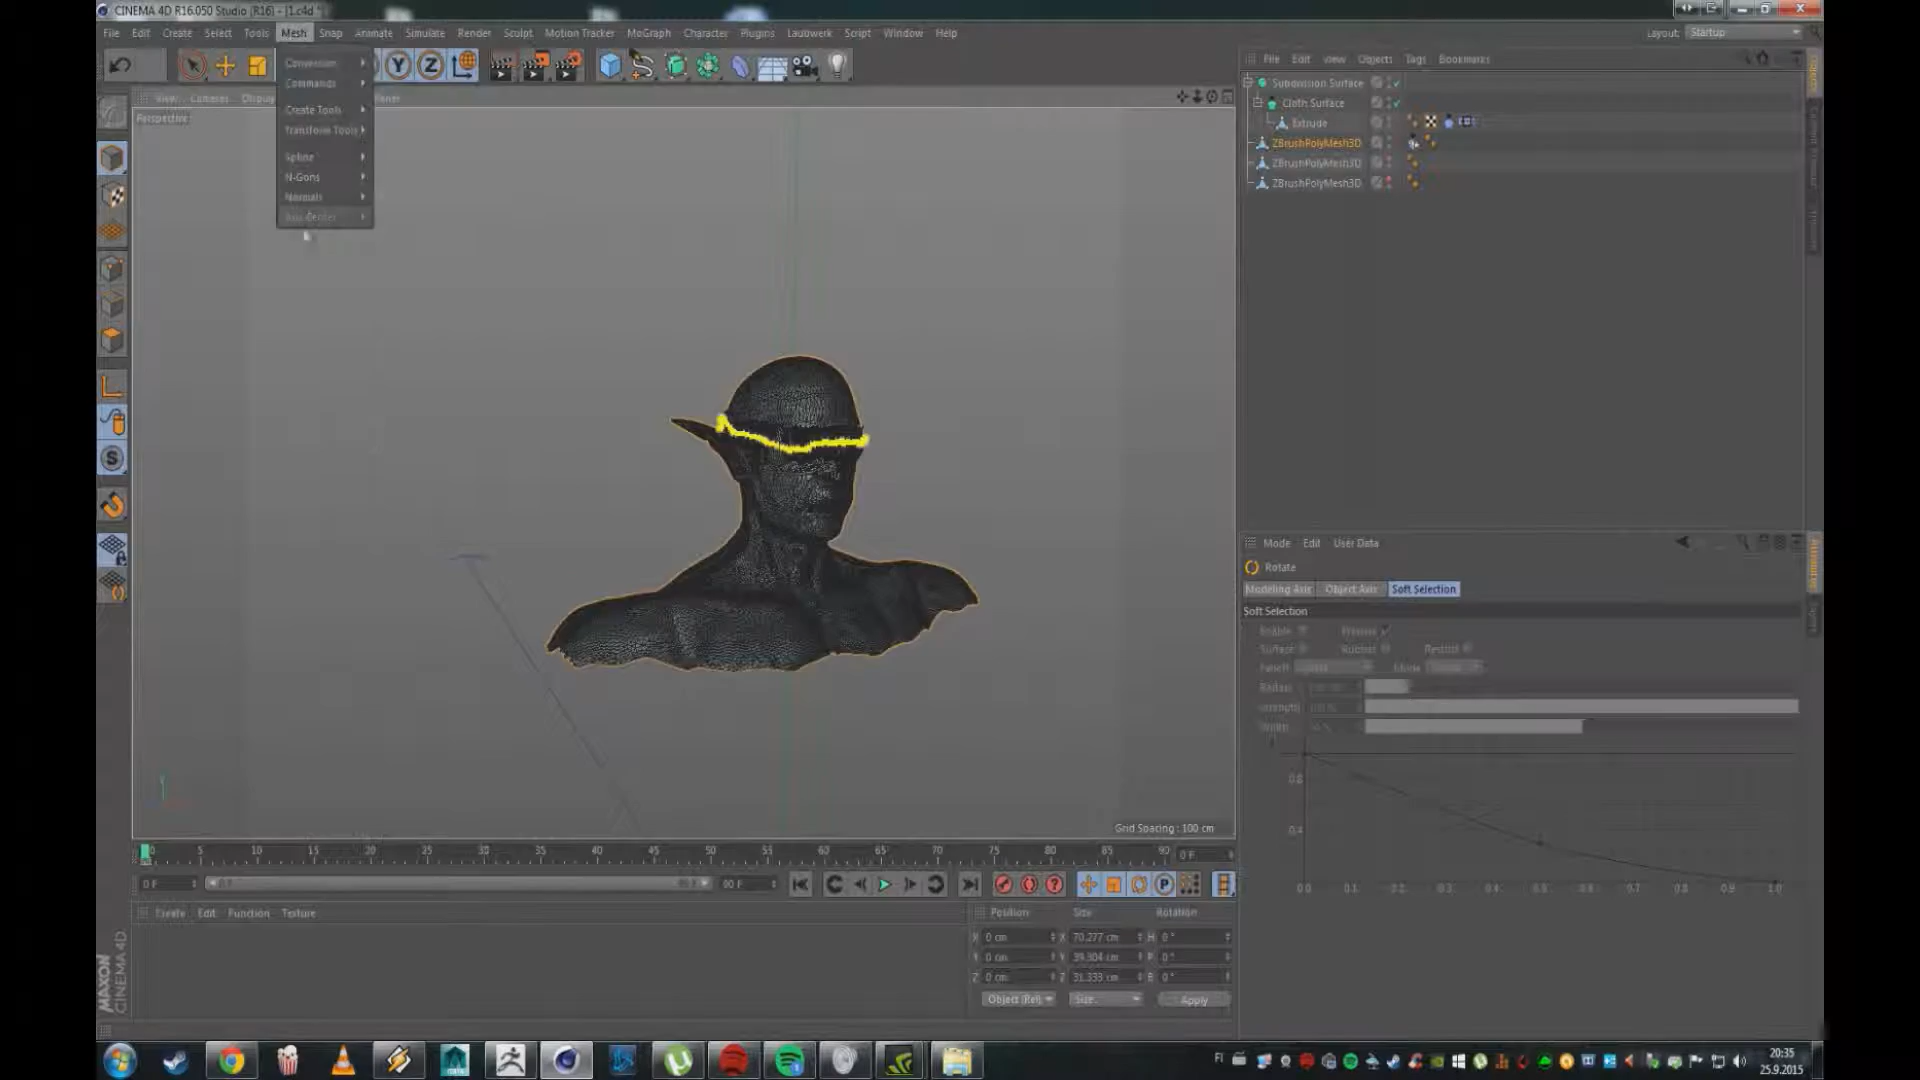 CINEMA 4D R16.050 Studio (R16) - [1.c4d *]
File Edit Create Select Tools Mesh Snap Animate Simulate Render Sculpt Motion Tracker MoGraph Character Plugins Laubwerk Script Window Help
Layout: Startup
Conversion
Commands
Create Tools
Transform Tools
Spline
N-Gons
Normals
Axis Center
View Cameras Display
Perspective
Grid Spacing : 100 cm
File Edit View Objects Tags Bookmarks
Subdivision Surface
Cloth Surface
Extrude
ZBrushPolyMesh3D
ZBrushPolyMesh3D
ZBrushPolyMesh3D
Mode Edit User Data
Rotate
Modeling Axis Object Axis Soft Selection
Soft Selection
Enable Preview
Surface Rubber Restrict
Falloff Mode
Radius
Strength
Width
0.8
0.4
0.0 0.1 0.2 0.3 0.4 0.5 0.6 0.7 0.8 0.9 1.0
0 5 10 15 20 25 30 35 40 45 50 55 60 65 70 75 80 85 90 0 F
0 F
Create Edit Function Texture
Position Size Rotation
X 0 cm X 70.277 cm H 0 °
Y 0 cm Y 39.304 cm P 0 °
Z 0 cm Z 31.333 cm B 0 °
Object (Rel) Size Apply
MAXON
CINEMA 4D
FI
20:35
25.9.2015